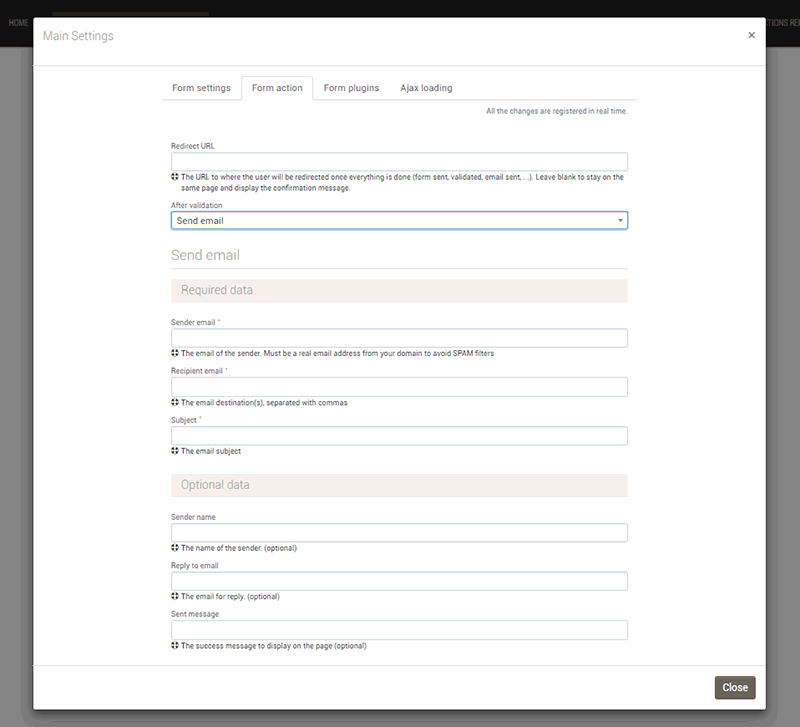 HOME
CTIONS REE
Main Settings
×
Form settings
Form action
Form plugins
Ajax loading
All the changes are registered in real time.
Redirect URL
The URL to where the user will be redirected once everything is done (form sent, validated, email sent, ...). Leave blank to stay on the
same page and display the confirmation message.
After validation
Send email
Send email
Required data
Sender email *
The email of the sender. Must be a real email address from your domain to avoid SPAM filters
Recipient email *
The email destination(s), separated with commas
Subject *
The email subject
Optional data
Sender name
The name of the sender. (optional)
Reply to email
The email for reply. (optional)
Sent message
The success message to display on the page (optional)
Close